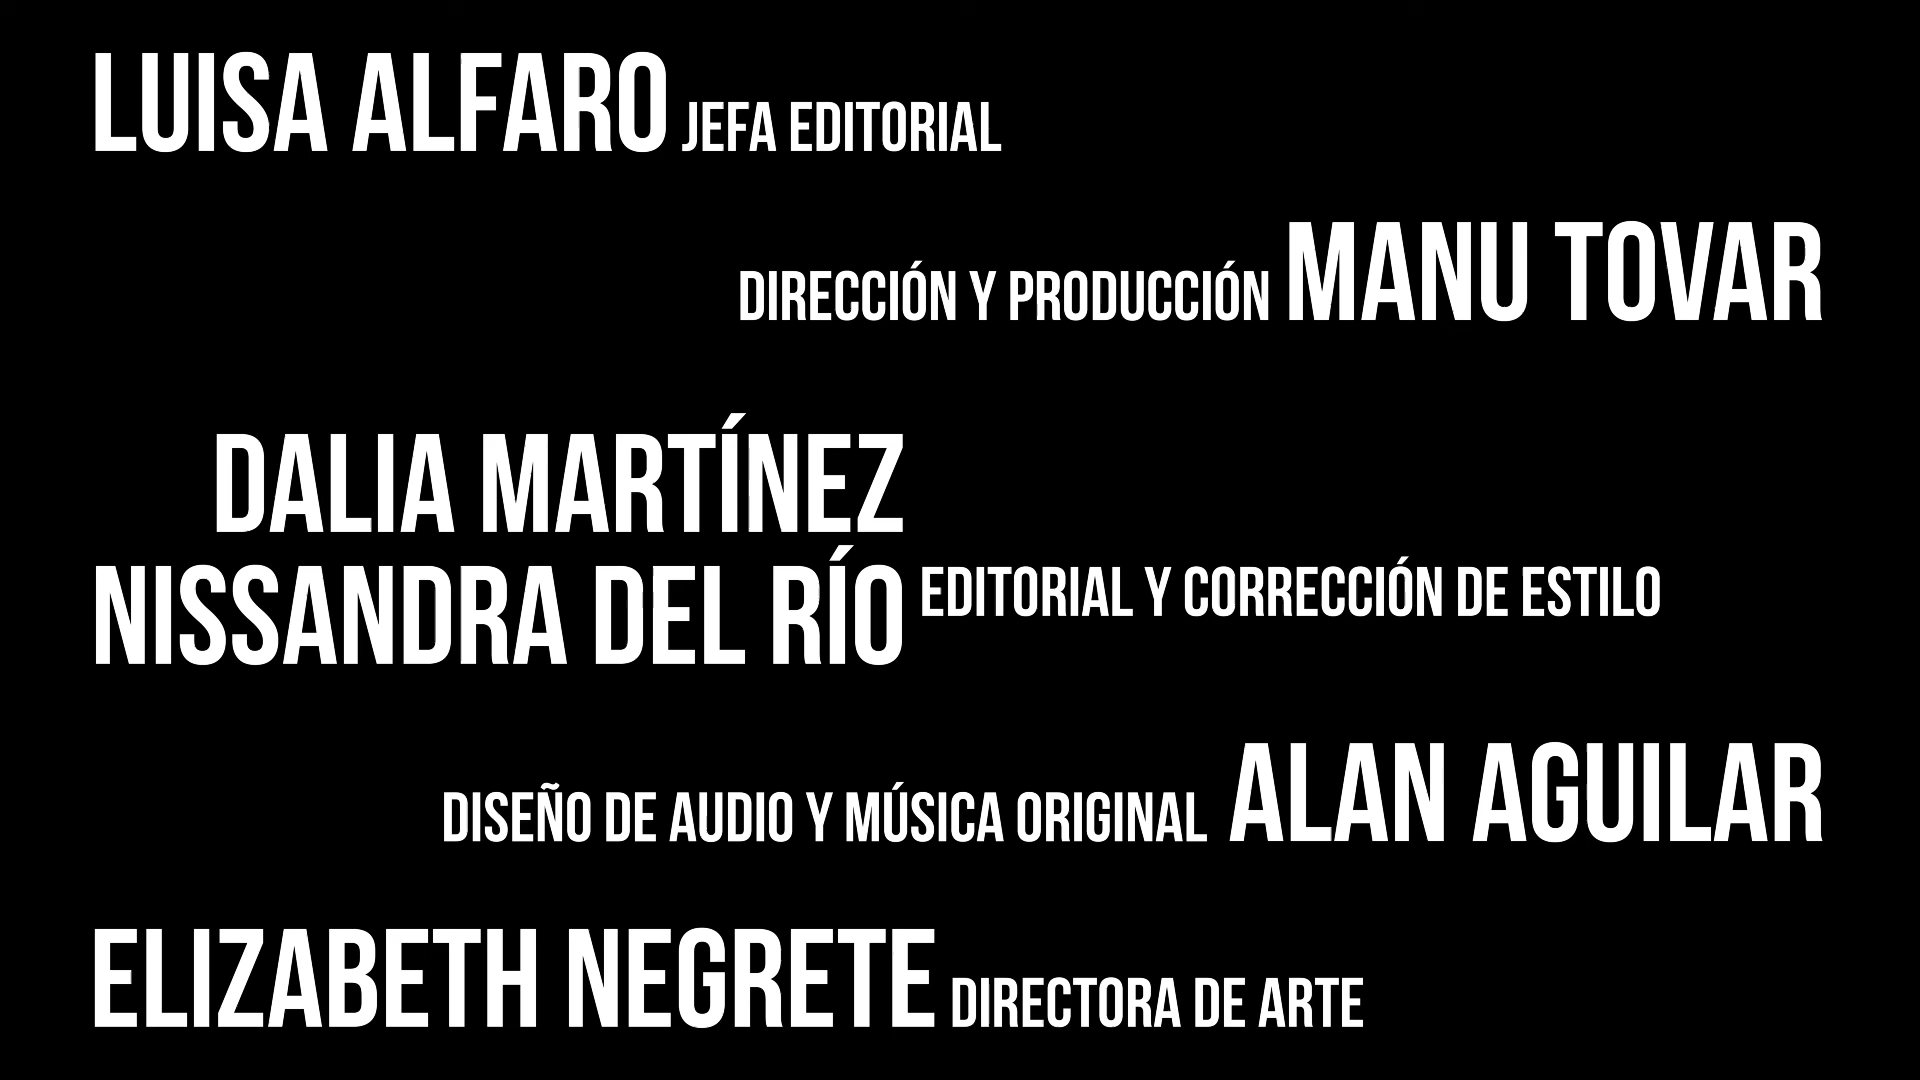 LUISA ALFARO JEFA EDITORIAL
DIRECCIÓN Y PRODUCCIÓN MANU TOVAR
DALIA MARTÍNEZ
NISSANDRA DEL RÍO EDITORIAL Y CORRECCIÓN DE ESTILO
DISEÑO DE AUDIO Y MÚSICA ORIGINAL ALAN AGUILAR
ELIZABETH NEGRETE DIRECTORA DE ARTE